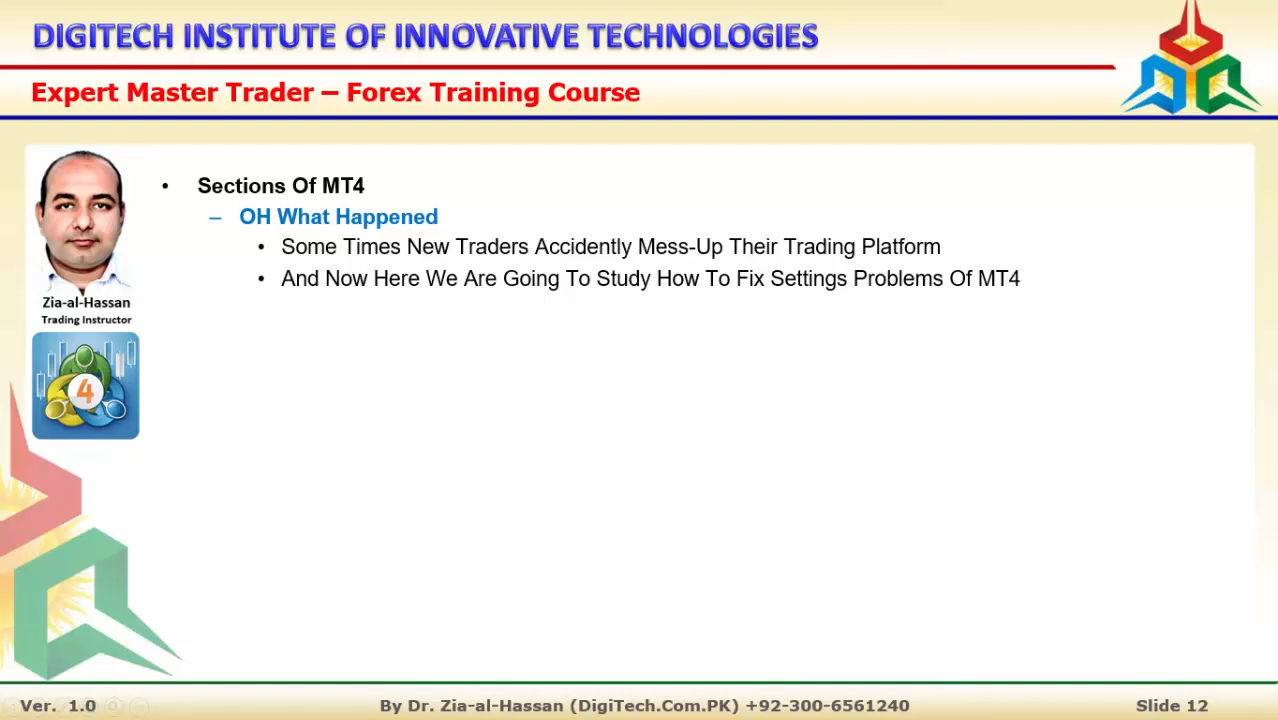 DIGITECH INSTITUTE OF INNOVATIVE TECHNOLOGIES
Expert Master Trader – Forex Training Course
• Sections Of MT4
– OH What Happened
• Some Times New Traders Accidently Mess-Up Their Trading Platform
• And Now Here We Are Going To Study How To Fix Settings Problems Of MT4
Zia-al-Hassan
Trading Instructor
4
Ver. 1.0
By Dr. Zia-al-Hassan (DigiTech.Com.PK) +92-300-6561240
Slide 12